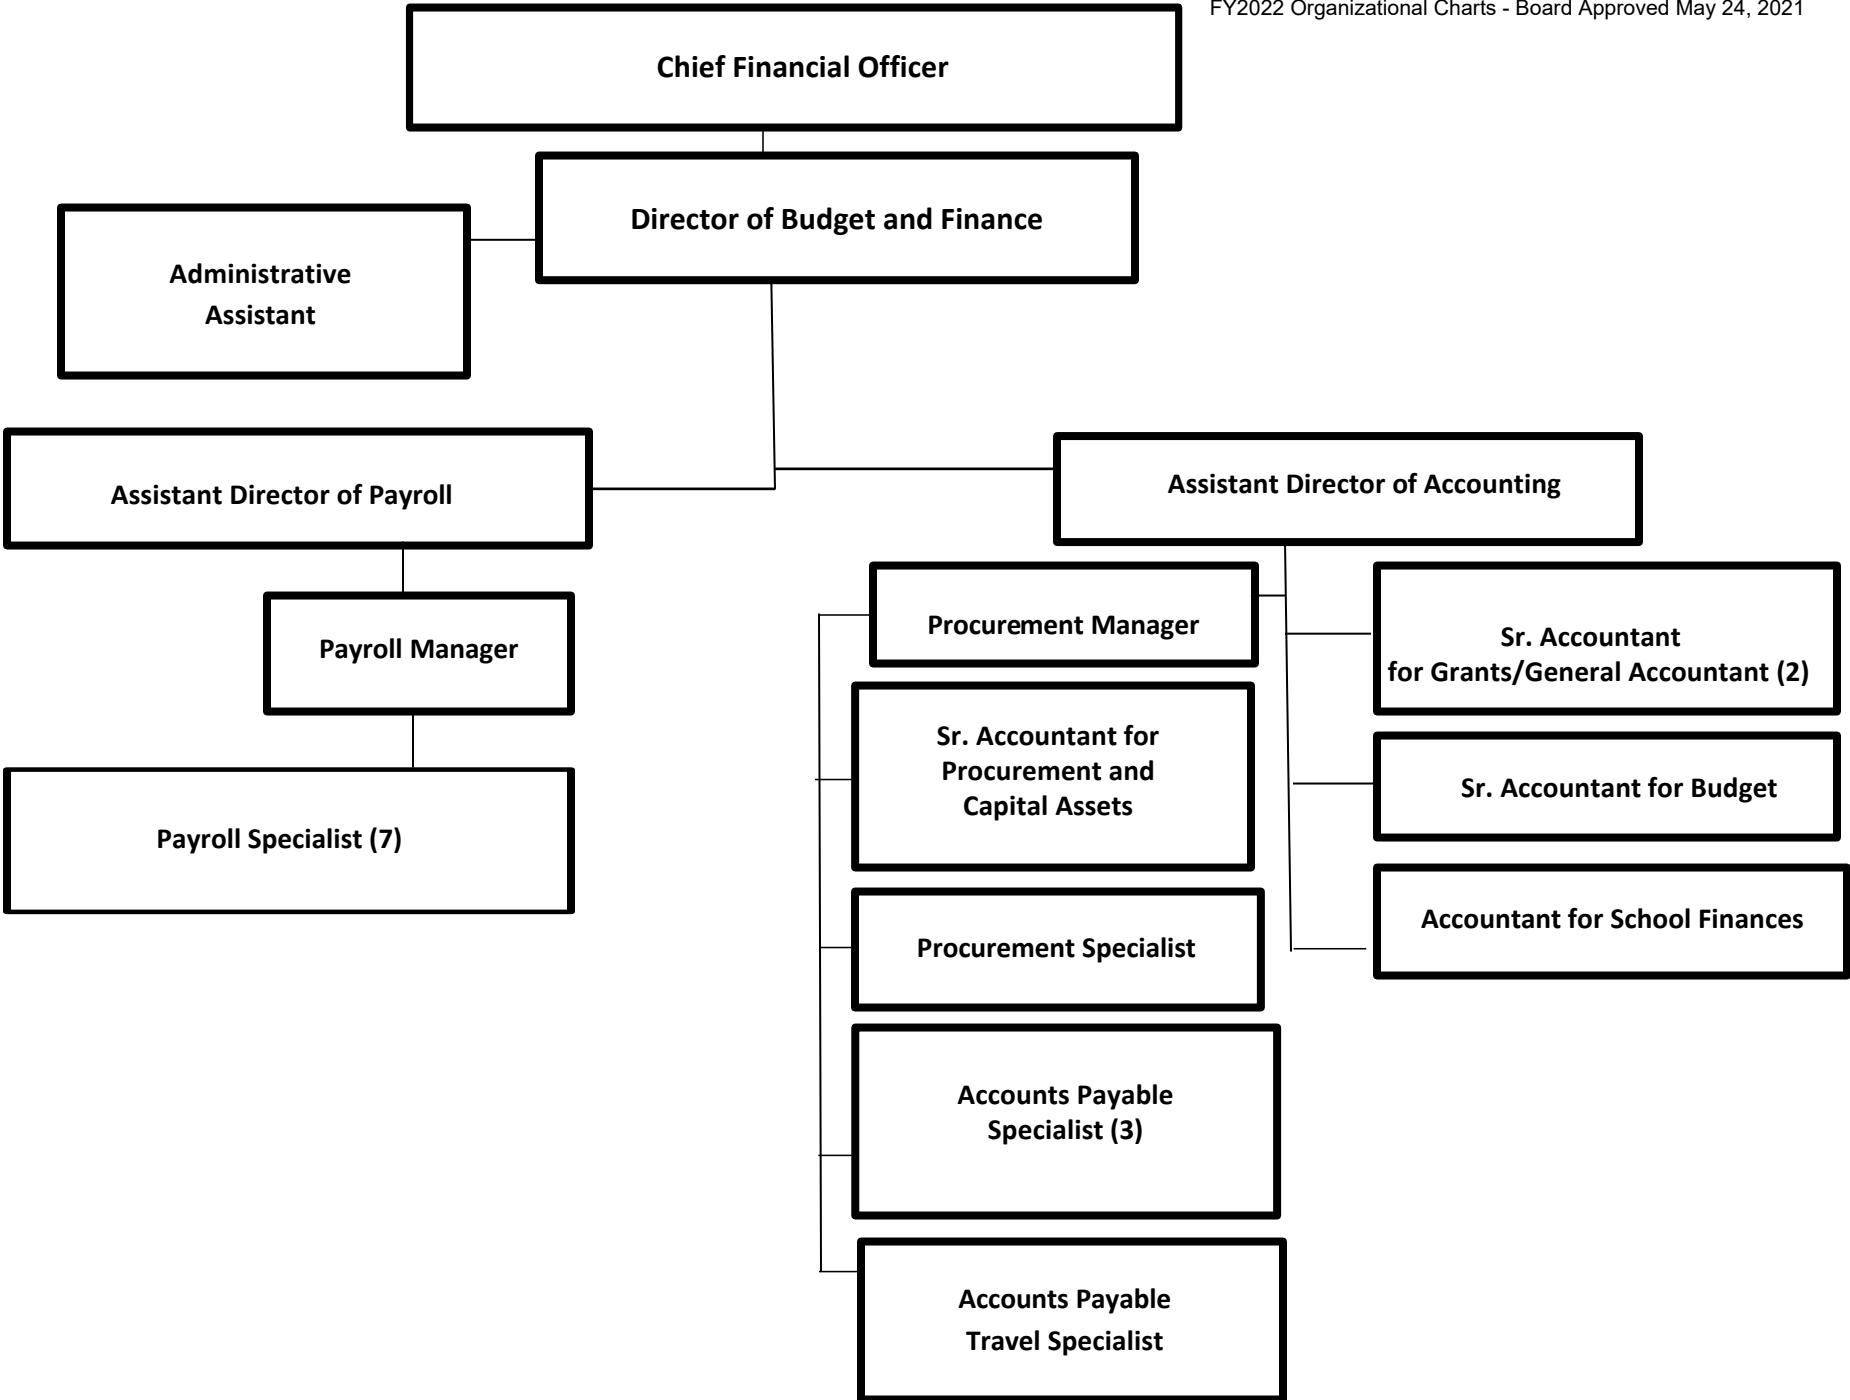 FY2022 Organizational Charts - Board Approved May 24, 2021
Chief Financial Officer
Director of Budget and Finance
Administrative
Assistant
Assistant Director of Payroll
Assistant Director of Accounting
Payroll Manager
Payroll Specialist (7)
Procurement Manager
Sr. Accountant for
Procurement and
Capital Assets
Procurement Specialist
Accounts Payable
Specialist (3)
Accounts Payable
Travel Specialist
Sr. Accountant
for Grants/General Accountant (2)
Sr. Accountant for Budget
Accountant for School Finances